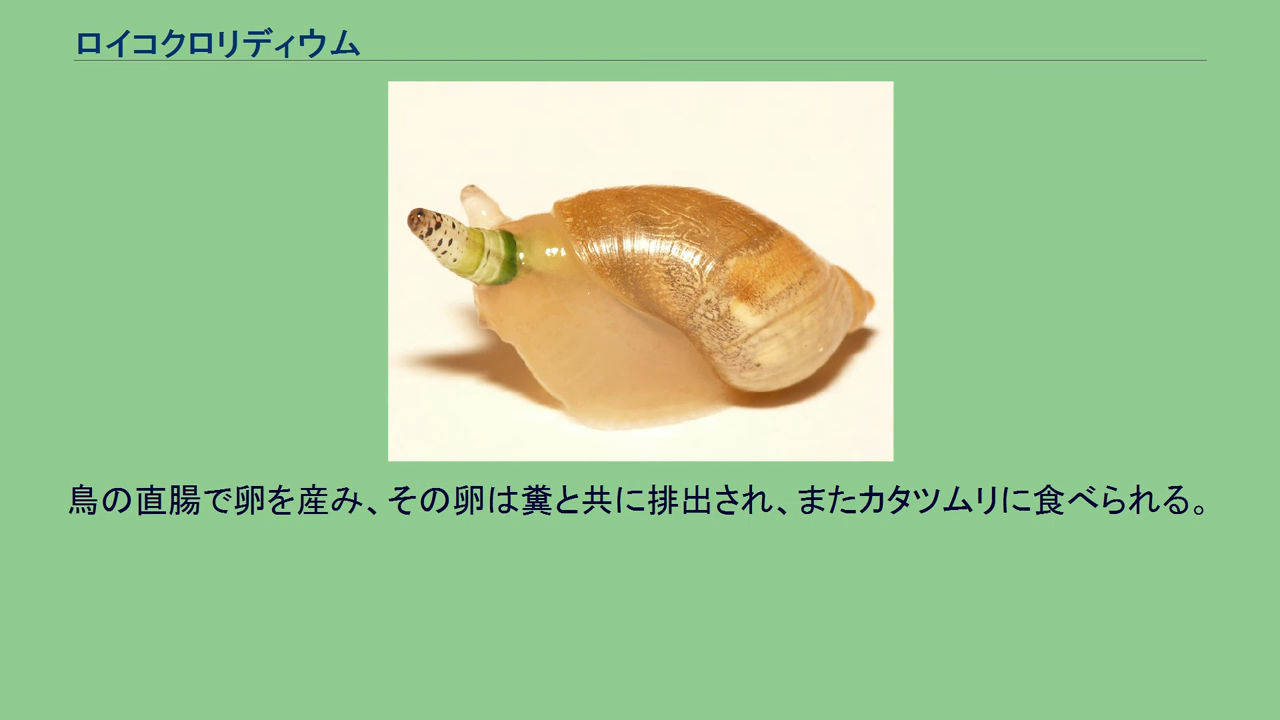 ロイコクロリディウム
鳥の直腸で卵を産み、その卵は糞と共に排出され、またカタツムリに食べられる。